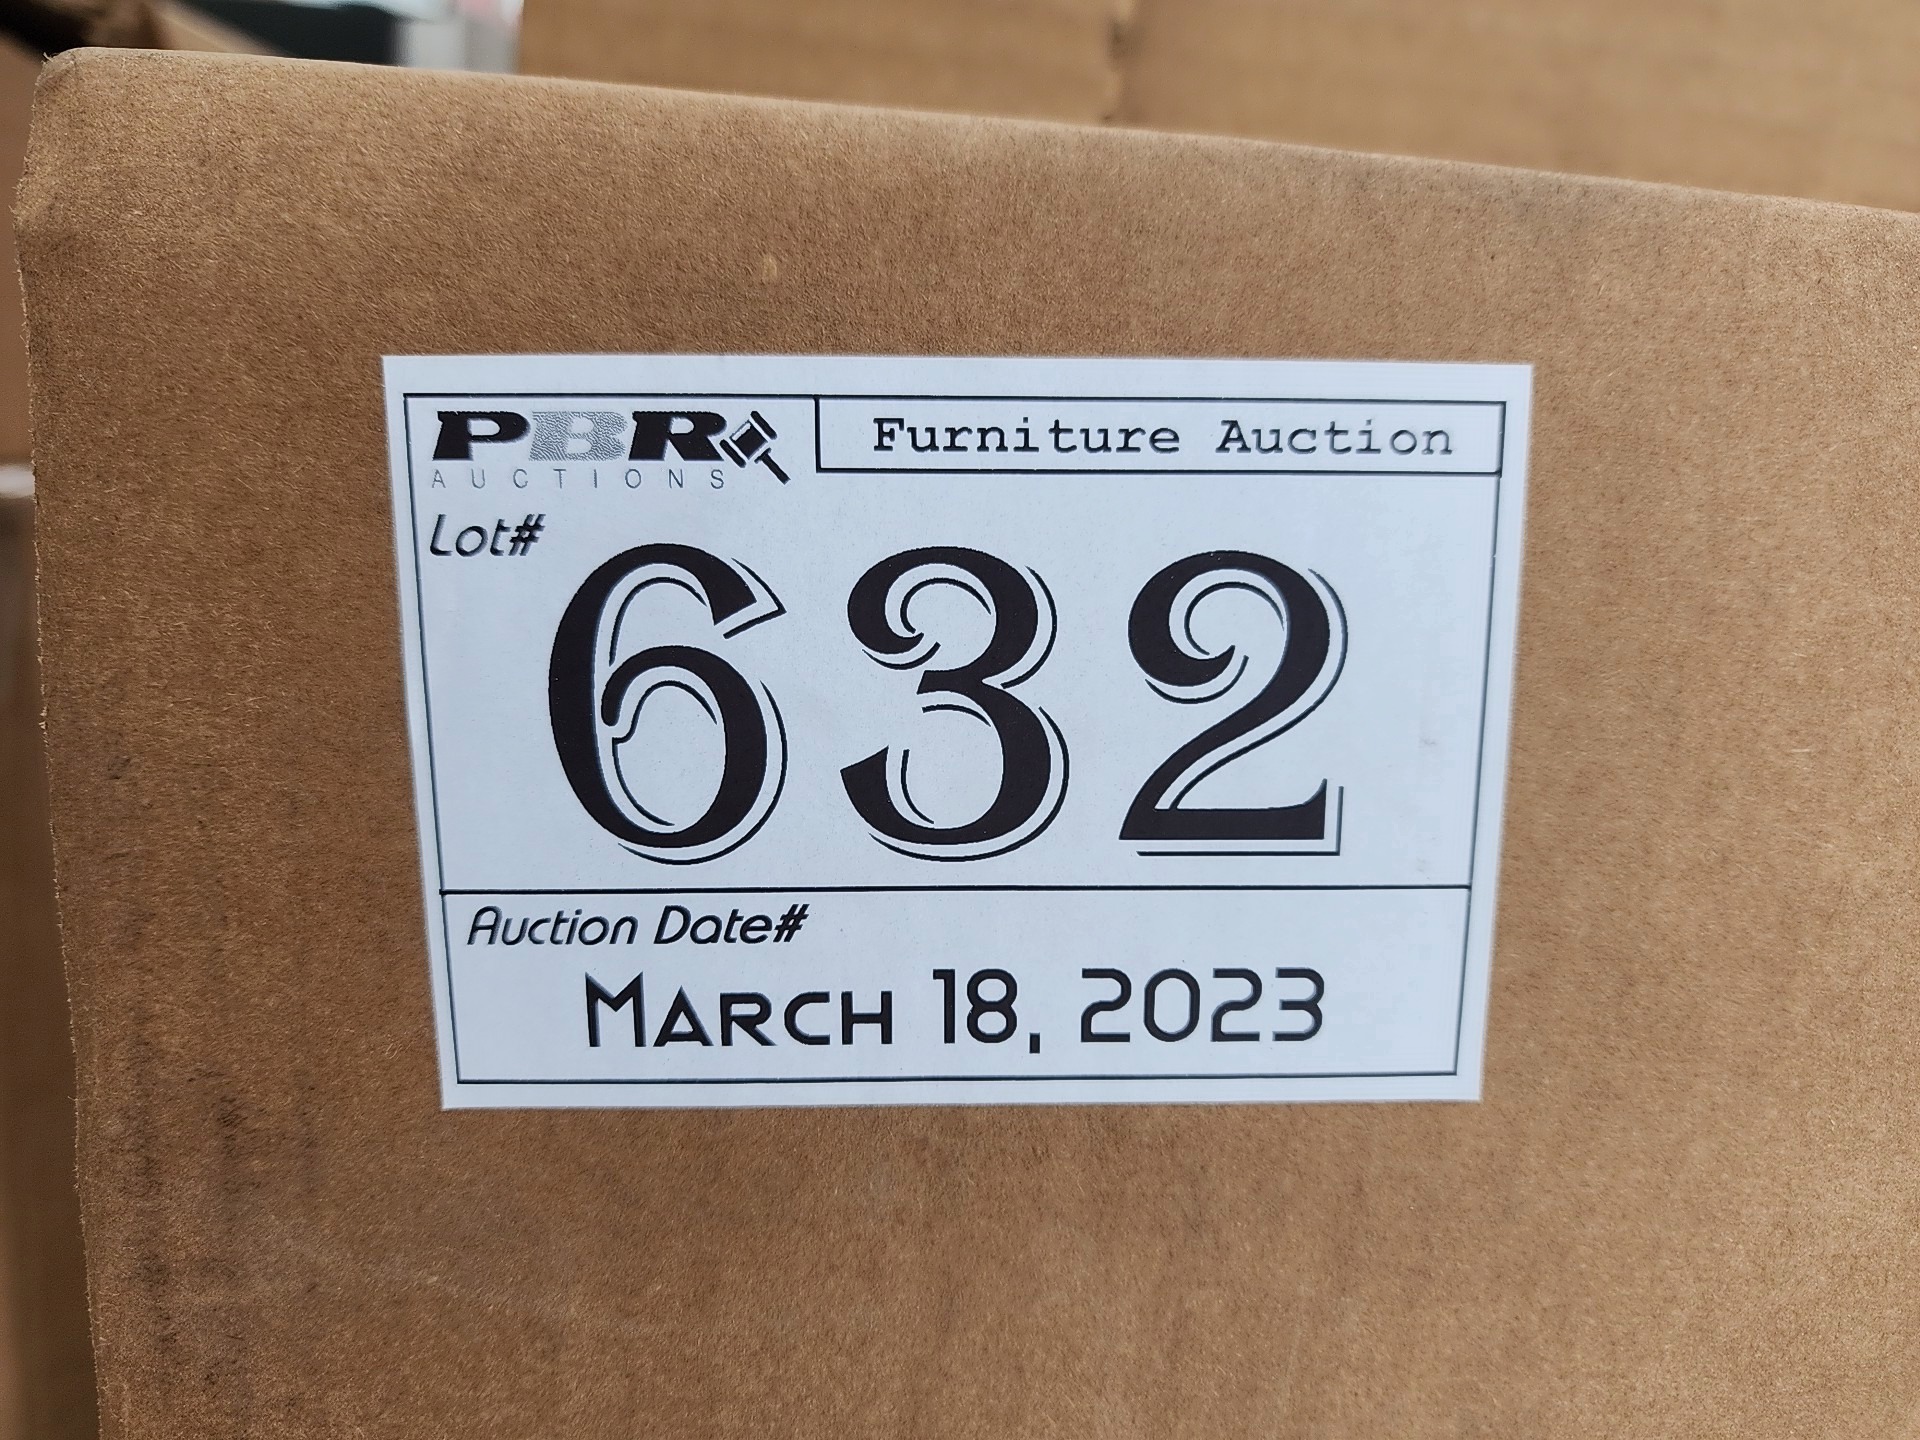 PBR
AUCTIONS
Furniture Auction
Lot#
632
Auction Date#
March 18, 2023